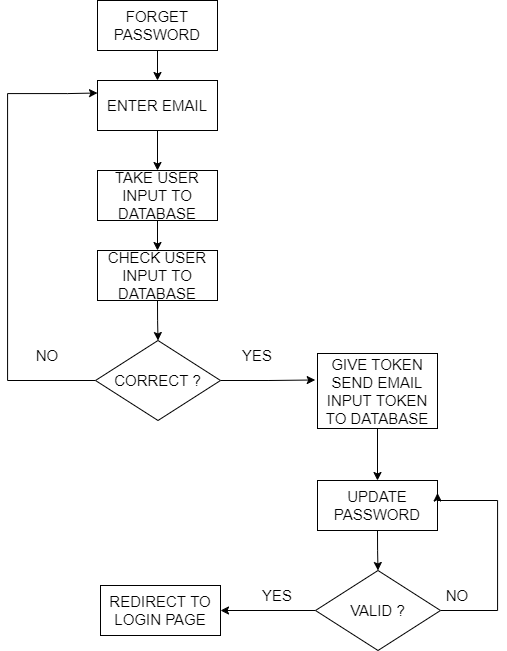 FORGET
PASSWORD
ENTER EMAIL
TAKE USER
INPUT TO
DATABASE
CHECK USER
INPUT TO
DATABASE
NO
YES
CORRECT ?
GIVE TOKEN
SEND EMAIL
INPUT TOKEN
TO DATABASE
UPDATE
PASSWORD
YES
NO
VALID ?
REDIRECT TO
LOGIN PAGE